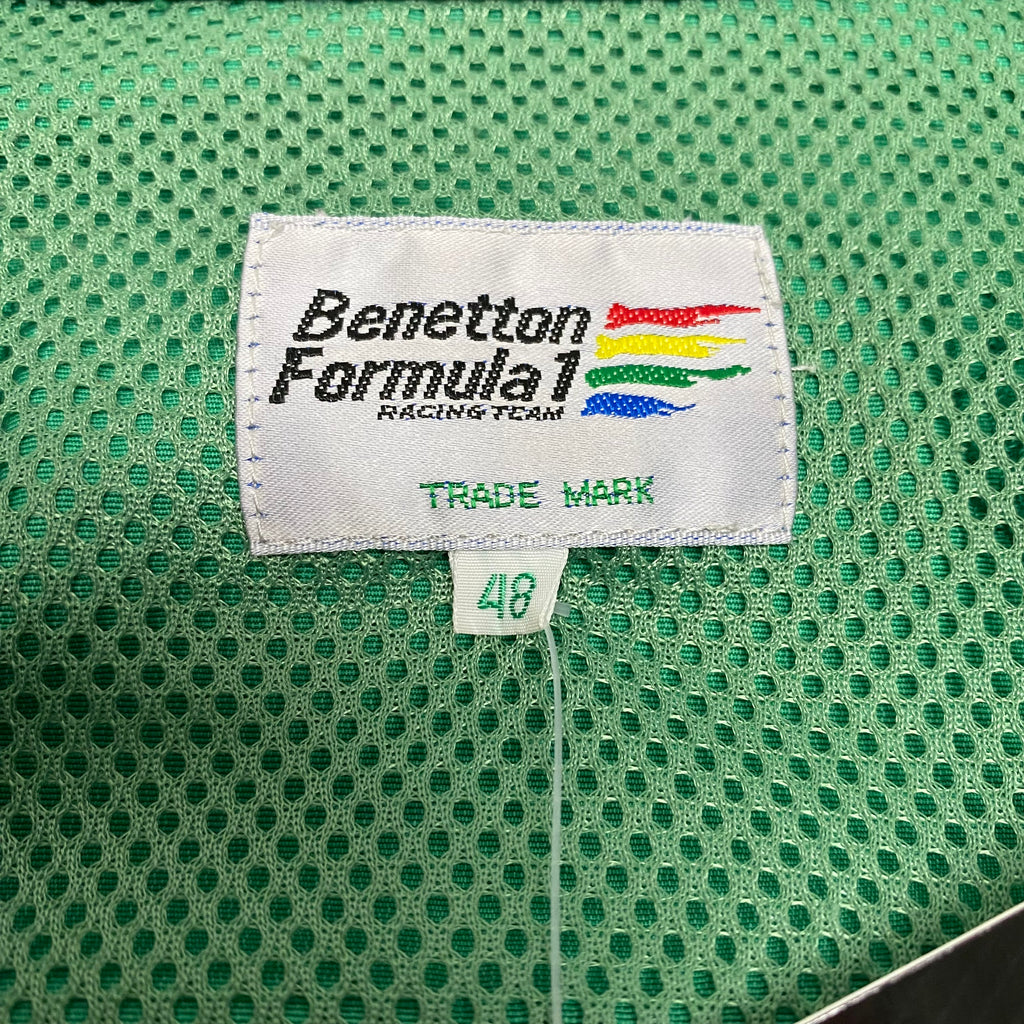 Benetton
Formula 1
RACING TEAM
TRADE MARK
48